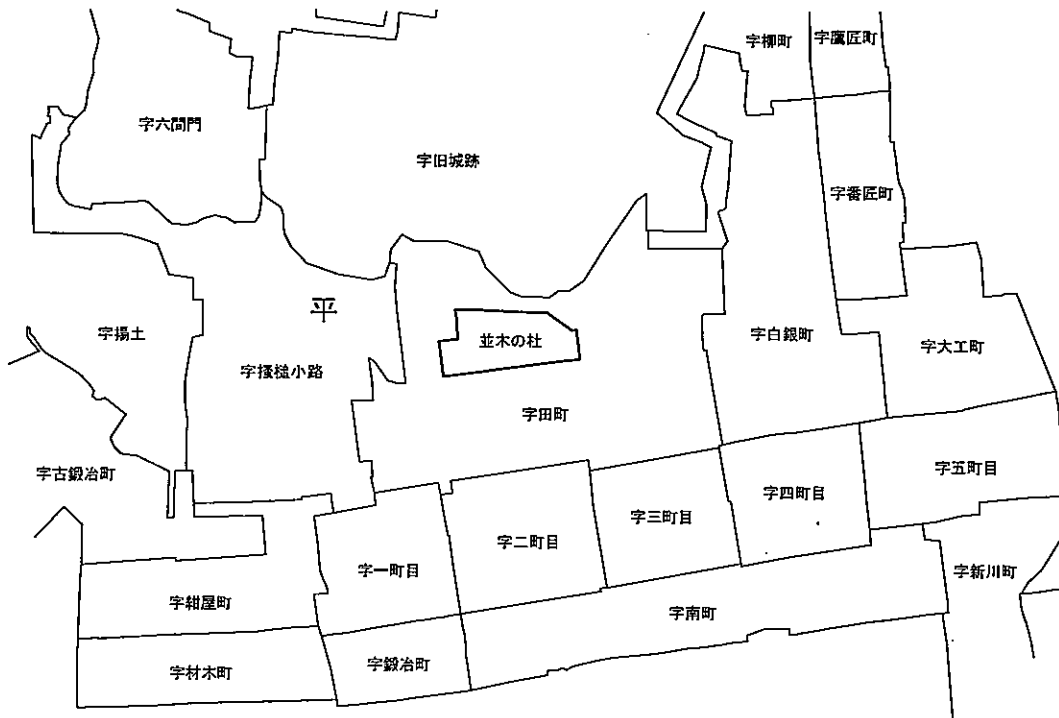 字柳町
字鷹匠町
字六間門
字旧城跡
字番匠町
平
字揚土
並木の杜
字白銀町
字大工町
字掻槌小路
字田町
字古鍛冶町
字五町目
字四町目
字三町目
字二町目
字一町目
字新川町
字紺屋町
字南町
字材木町
字鍛冶町